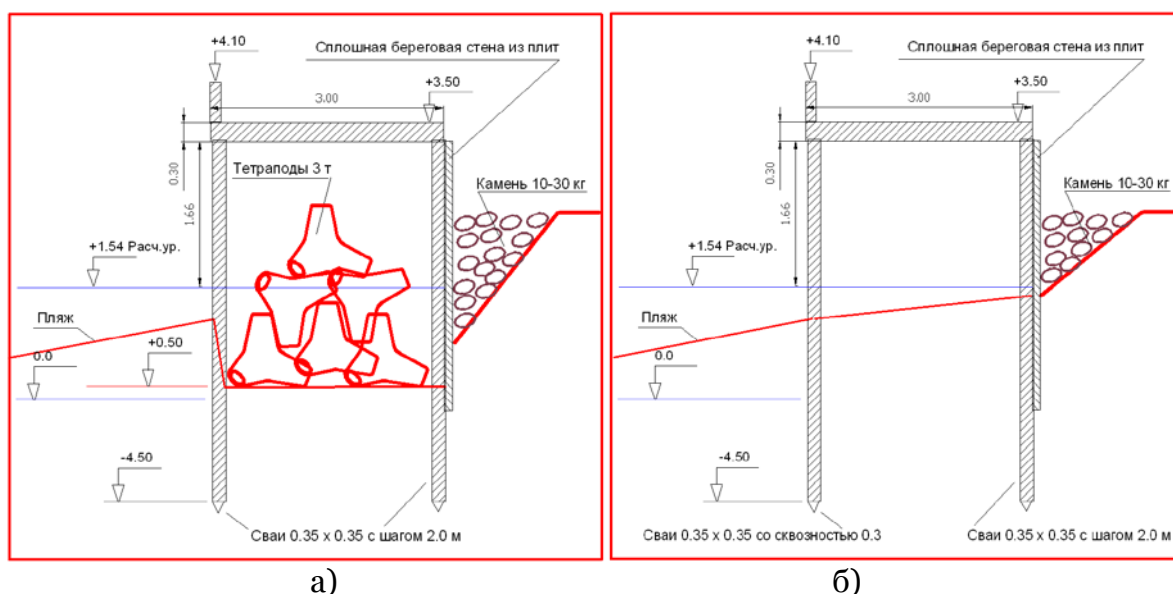 +4.10
Сплошная береговая стена из плит
3.00
+3.50
0.30
1.66
Тетраподы 3 т
Камень 10-30 кг
+1.54 Расч.ур.
Пляж
0.0
+0.50
-4.50
Сваи 0.35 х 0.35 с шагом 2.0 м
а)
+4.10
Сплошная береговая стена из плит
3.00
+3.50
0.30
1.66
Камень 10-30 кг
+1.54 Расч.ур.
Пляж
0.0
-4.50
-4.50
Сваи 0.35 х 0.35 со сквозностью 0.3
Сваи 0.35 х 0.35 с шагом 2.0 м
б)